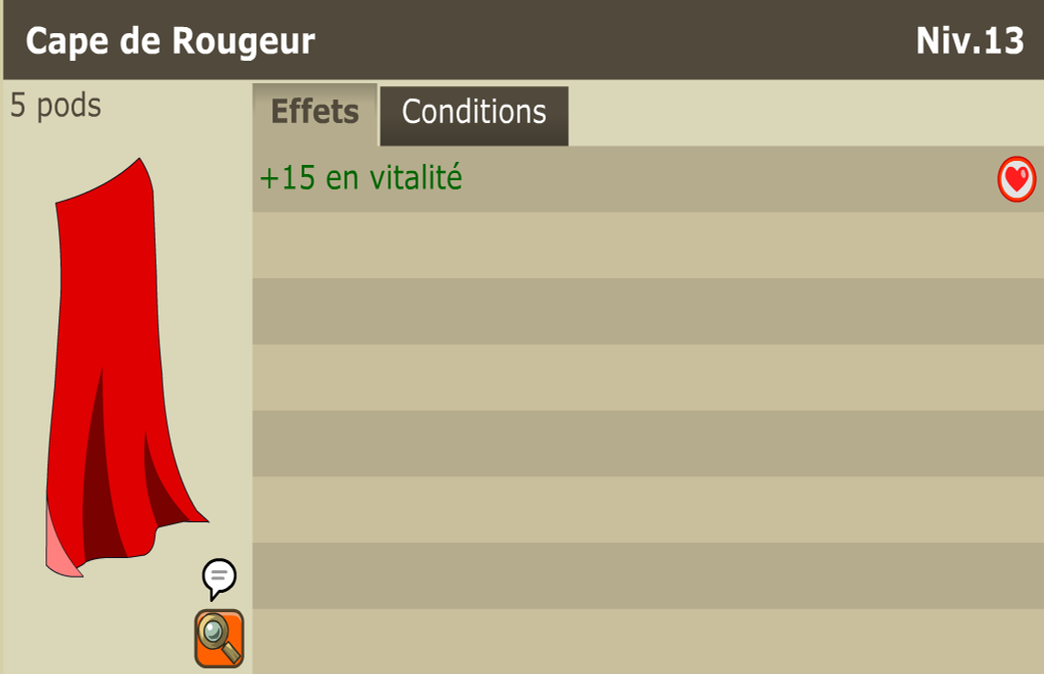 Cape de Rougeur
Niv.13
5 pods
Effets
Conditions
+15 en vitalité